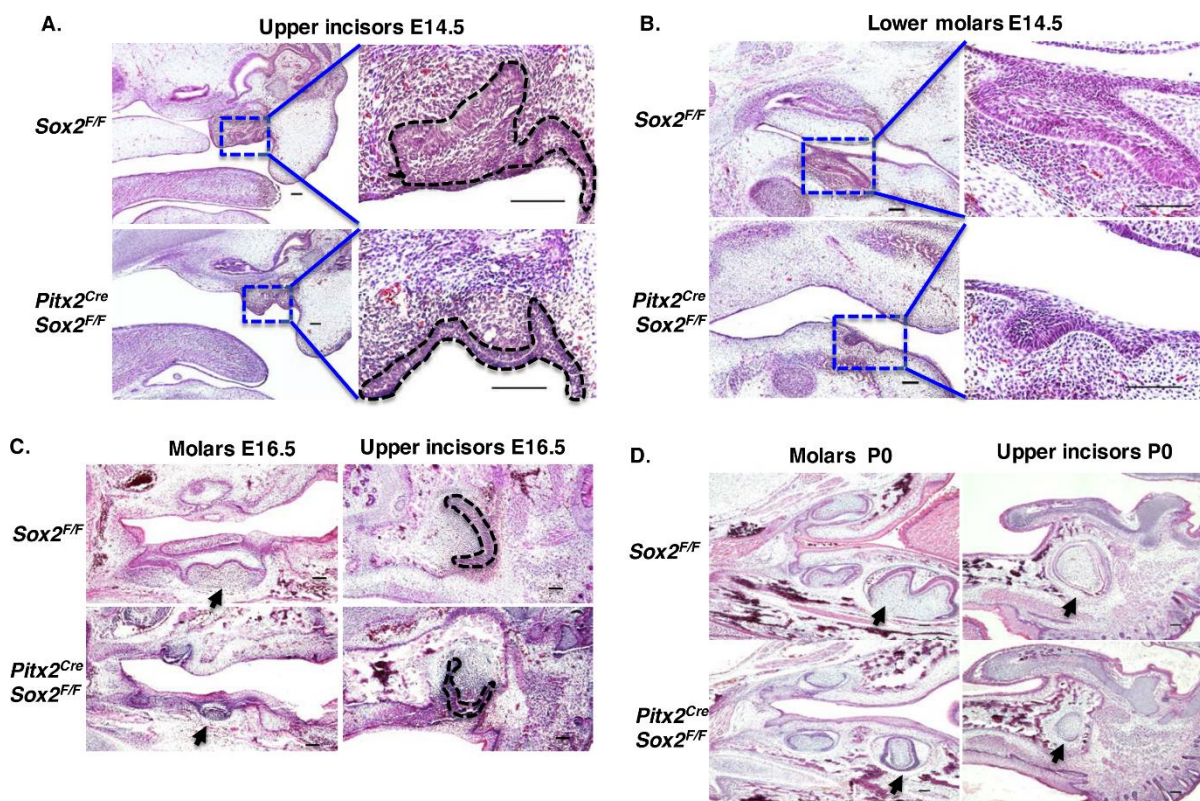 A.
Upper incisors E14.5
Sox2F/F
Pitx2Cre
Sox2F/F
B.
Lower molars E14.5
Sox2F/F
Pitx2Cre
Sox2F/F
C.
Molars E16.5
Upper incisors E16.5
Sox2F/F
Pitx2Cre
Sox2F/F
D.
Molars P0
Upper incisors P0
Sox2F/F
Pitx2Cre
Sox2F/F